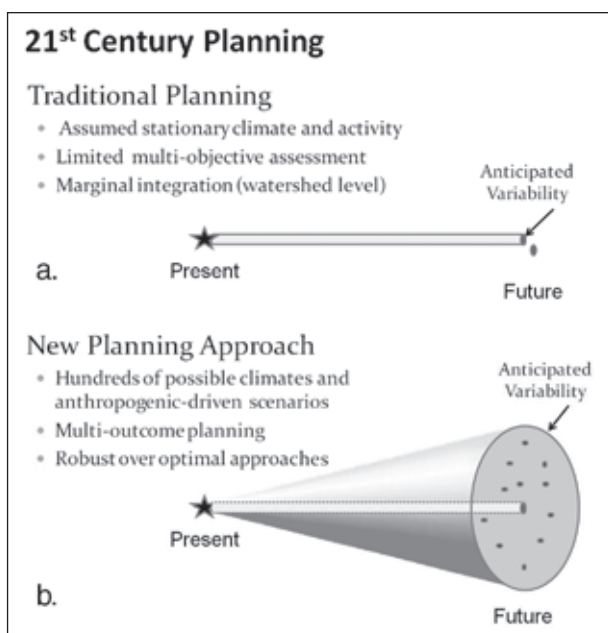 21st Century Planning
Traditional Planning
• Assumed stationary climate and activity
• Limited multi-objective assessment
• Marginal integration (watershed level)
Anticipated
Variability
Present
a.
Future
New Planning Approach
• Hundreds of possible climates and
anthropogenic-driven scenarios
• Multi-outcome planning
• Robust over optimal approaches
Anticipated
Variability
Present
b.
Future